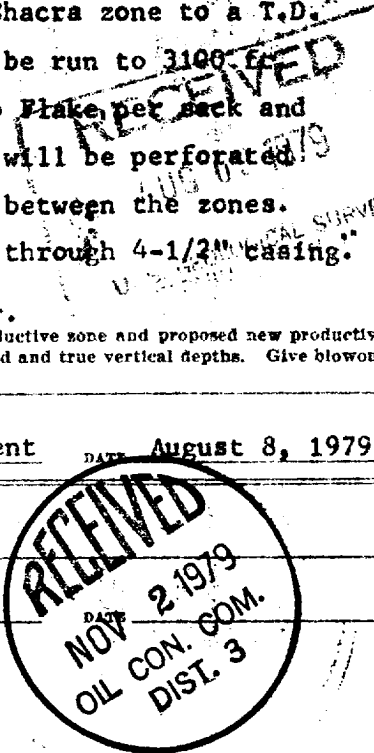 Chacra zone to a T.D.
be run to 3100 ft.
Flake per sack and
will be perforated
between the zones.
through 4-1/2" casing.
RECEIVED
AUG 1979
U. S. SURVE
ductive zone and proposed new productiv
d and true vertical depths. Give blowou
ent DATE August 8, 1979
RECEIVED
DATE
NOV 2 1979
OIL CON. COM.
DIST. 3